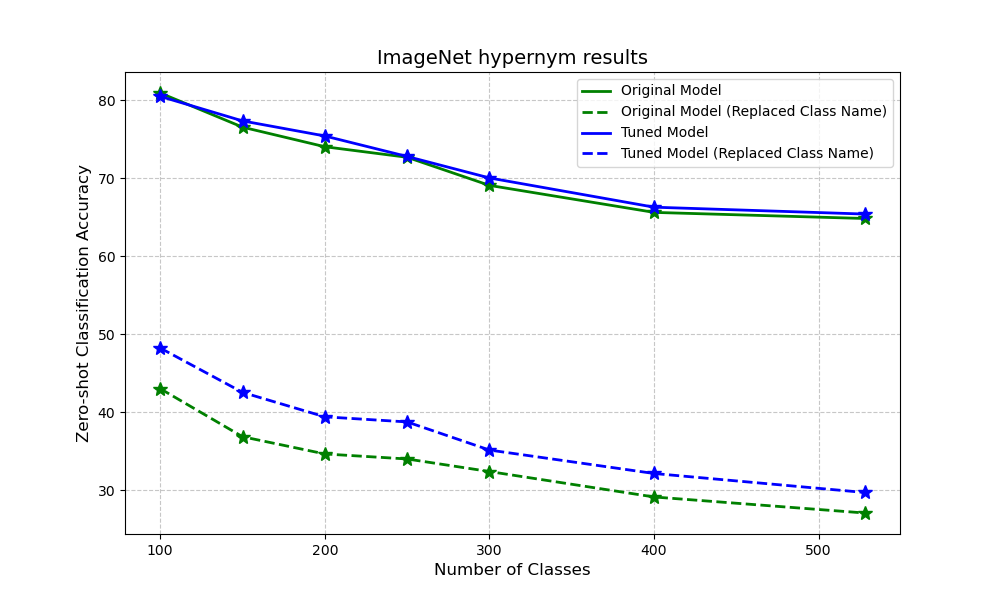 ImageNet hypernym results
Original Model
Original Model (Replaced Class Name)
Tuned Model
Tuned Model (Replaced Class Name)
Zero-shot Classification Accuracy
80
70
60
50
40
30
100 200 300 400 500
Number of Classes